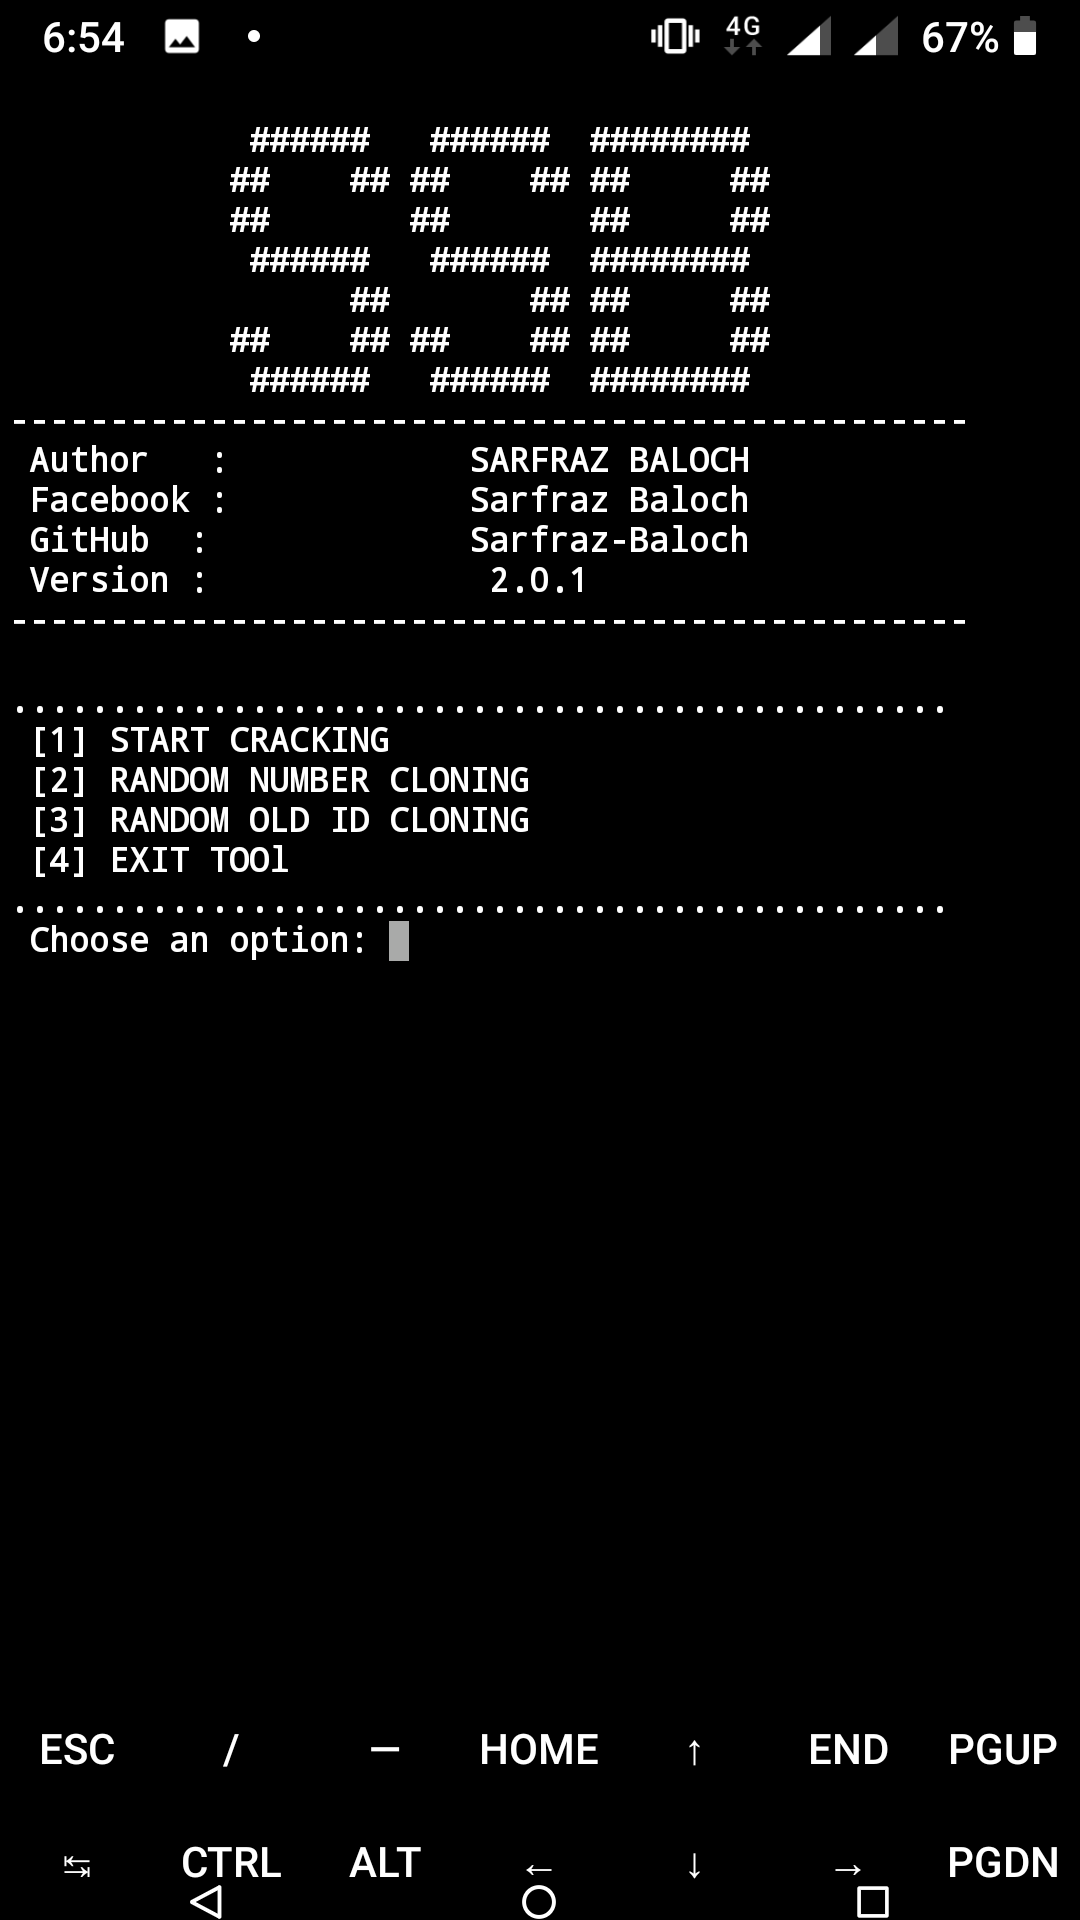 6:54 4G 67%
 ######   ######  ########
##    ## ##    ## ##     ##
##       ##       ##     ##
 ######   ######  ########
      ##       ## ##     ##
##    ## ##    ## ##     ##
 ######   ######  ########
------------------------------------------------
Author   :            SARFRAZ BALOCH
Facebook :            Sarfraz Baloch
GitHub  :             Sarfraz-Baloch
Version :              2.0.1
------------------------------------------------
...............................................
[1] START CRACKING
[2] RANDOM NUMBER CLONING
[3] RANDOM OLD ID CLONING
[4] EXIT TOOl
...............................................
Choose an option:
ESC / — HOME ↑ END PGUP
↹ CTRL ALT ← ↓ → PGDN